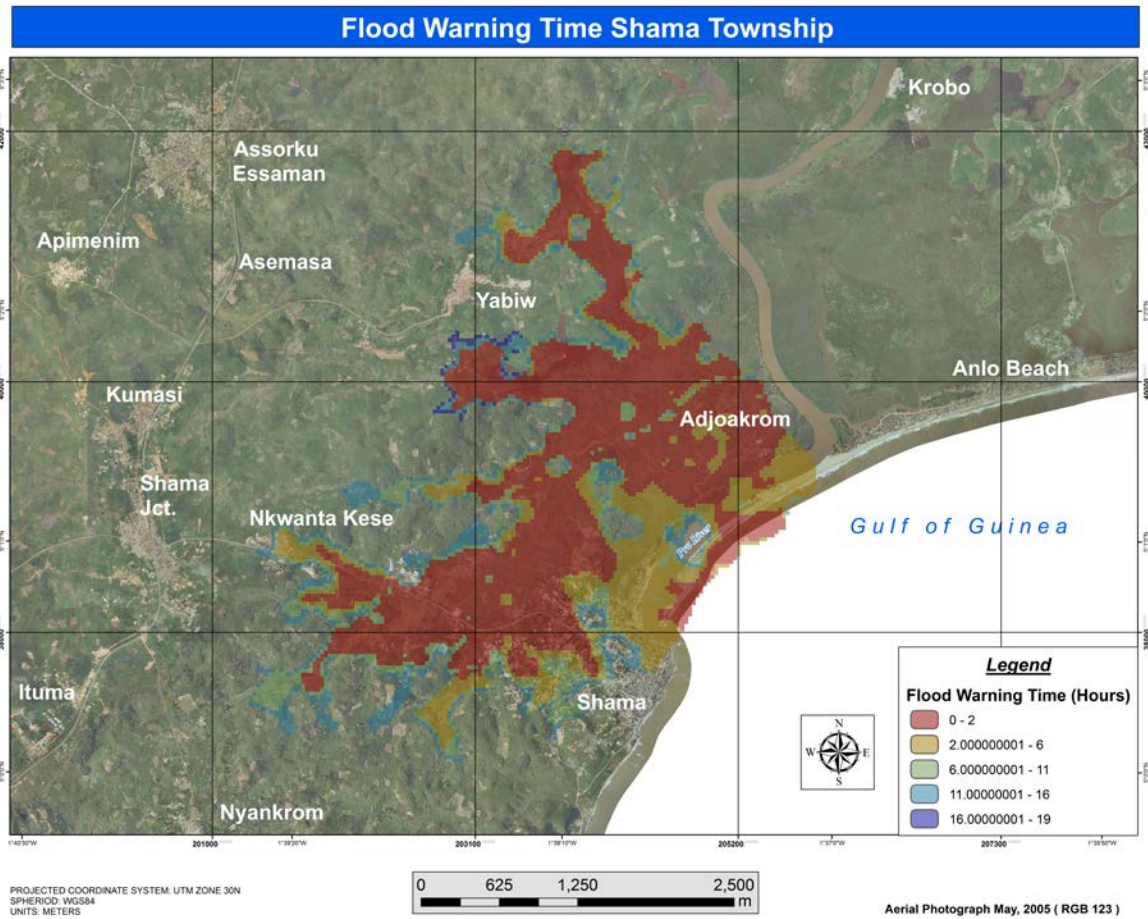 Flood Warning Time Shama Township
Krobo
Assorku
Essaman
Apimenim
Asemasa
Yabiw
Anlo Beach
Kumasi
Adjoakrom
Shama
Jct.
Nkwanta Kese
Gulf of Guinea
Pra River
Ituma
Shama
Nyankrom
Legend
Flood Warning Time (Hours)
0 - 2
2.000000001 - 6
6.000000001 - 11
11.00000001 - 16
16.00000001 - 19
N
W E
S
201000 203100 205200 207300
0 625 1,250 2,500
m
PROJECTED COORDINATE SYSTEM: UTM ZONE 30N
SPHERIOD: WGS84
UNITS: METERS
Aerial Photograph May, 2005 ( RGB 123 )